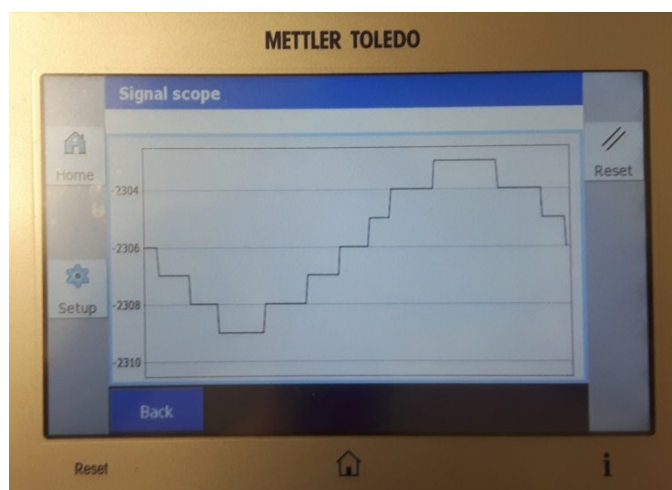 METTLER TOLEDO
Signal scope
Home
Reset
-2304
-2306
Setup
-2308
-2310
Back
Reset
i